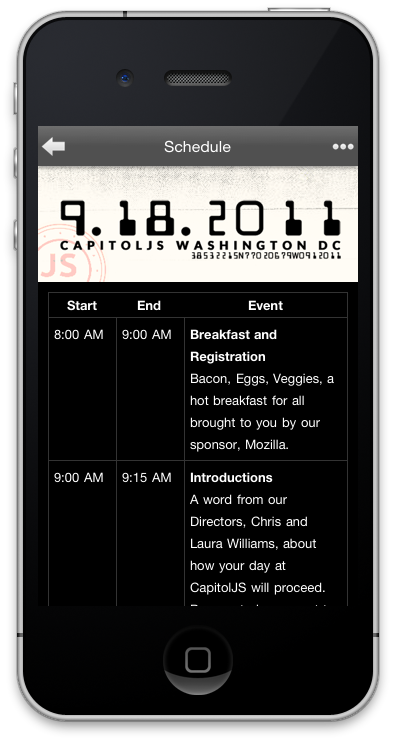 Schedule
9.18.2011
CAPITOLJS WASHINGTON DC
38532215N77020679W0912011
JS
Start End Event
8:00 AM 9:00 AM Breakfast and
Registration
Bacon, Eggs, Veggies, a
hot breakfast for all
brought to you by our
sponsor, Mozilla.
9:00 AM 9:15 AM Introductions
A word from our
Directors, Chris and
Laura Williams, about
how your day at
CapitolJS will proceed.